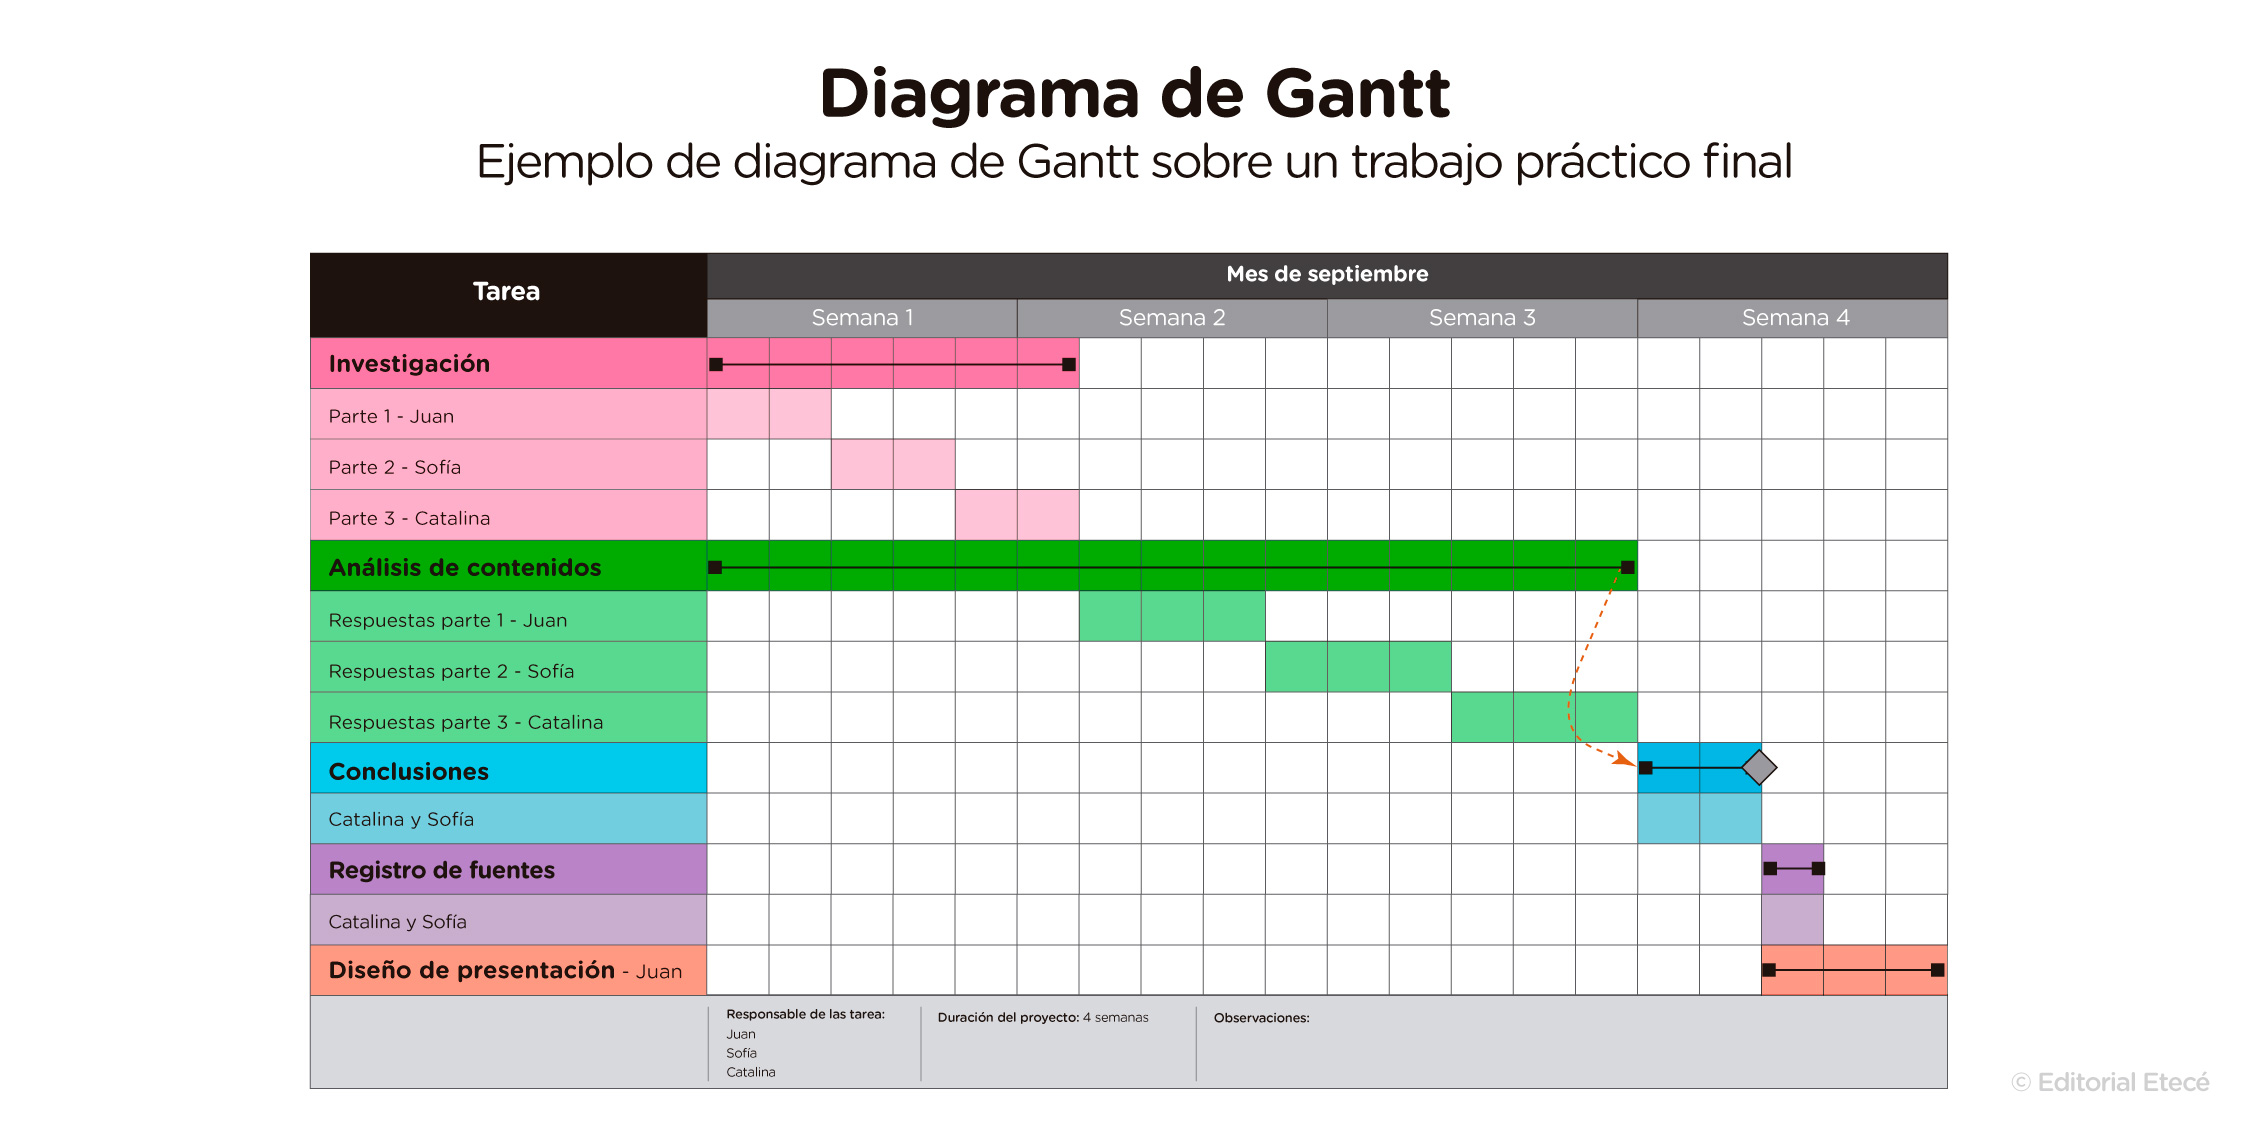 Diagrama de Gantt
Ejemplo de diagrama de Gantt sobre un trabajo práctico final
Tarea
Mes de septiembre
Semana 1
Semana 2
Semana 3
Semana 4
Investigación
Parte 1 - Juan
Parte 2 - Sofía
Parte 3 - Catalina
Análisis de contenidos
Respuestas parte 1 - Juan
Respuestas parte 2 - Sofía
Respuestas parte 3 - Catalina
Conclusiones
Catalina y Sofía
Registro de fuentes
Catalina y Sofía
Diseño de presentación - Juan
Responsable de las tarea:
Juan
Sofía
Catalina
Duración del proyecto: 4 semanas
Observaciones:
© Editorial Etecé